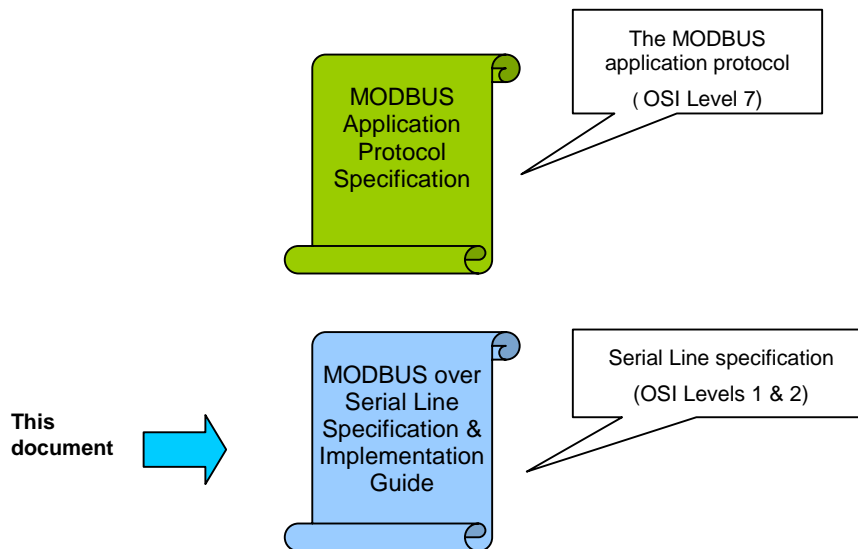 The MODBUS
application protocol
( OSI Level 7)
MODBUS
Application
Protocol
Specification
Serial Line specification
(OSI Levels 1 & 2)
MODBUS over
Serial Line
Specification &
Implementation
Guide
This
document